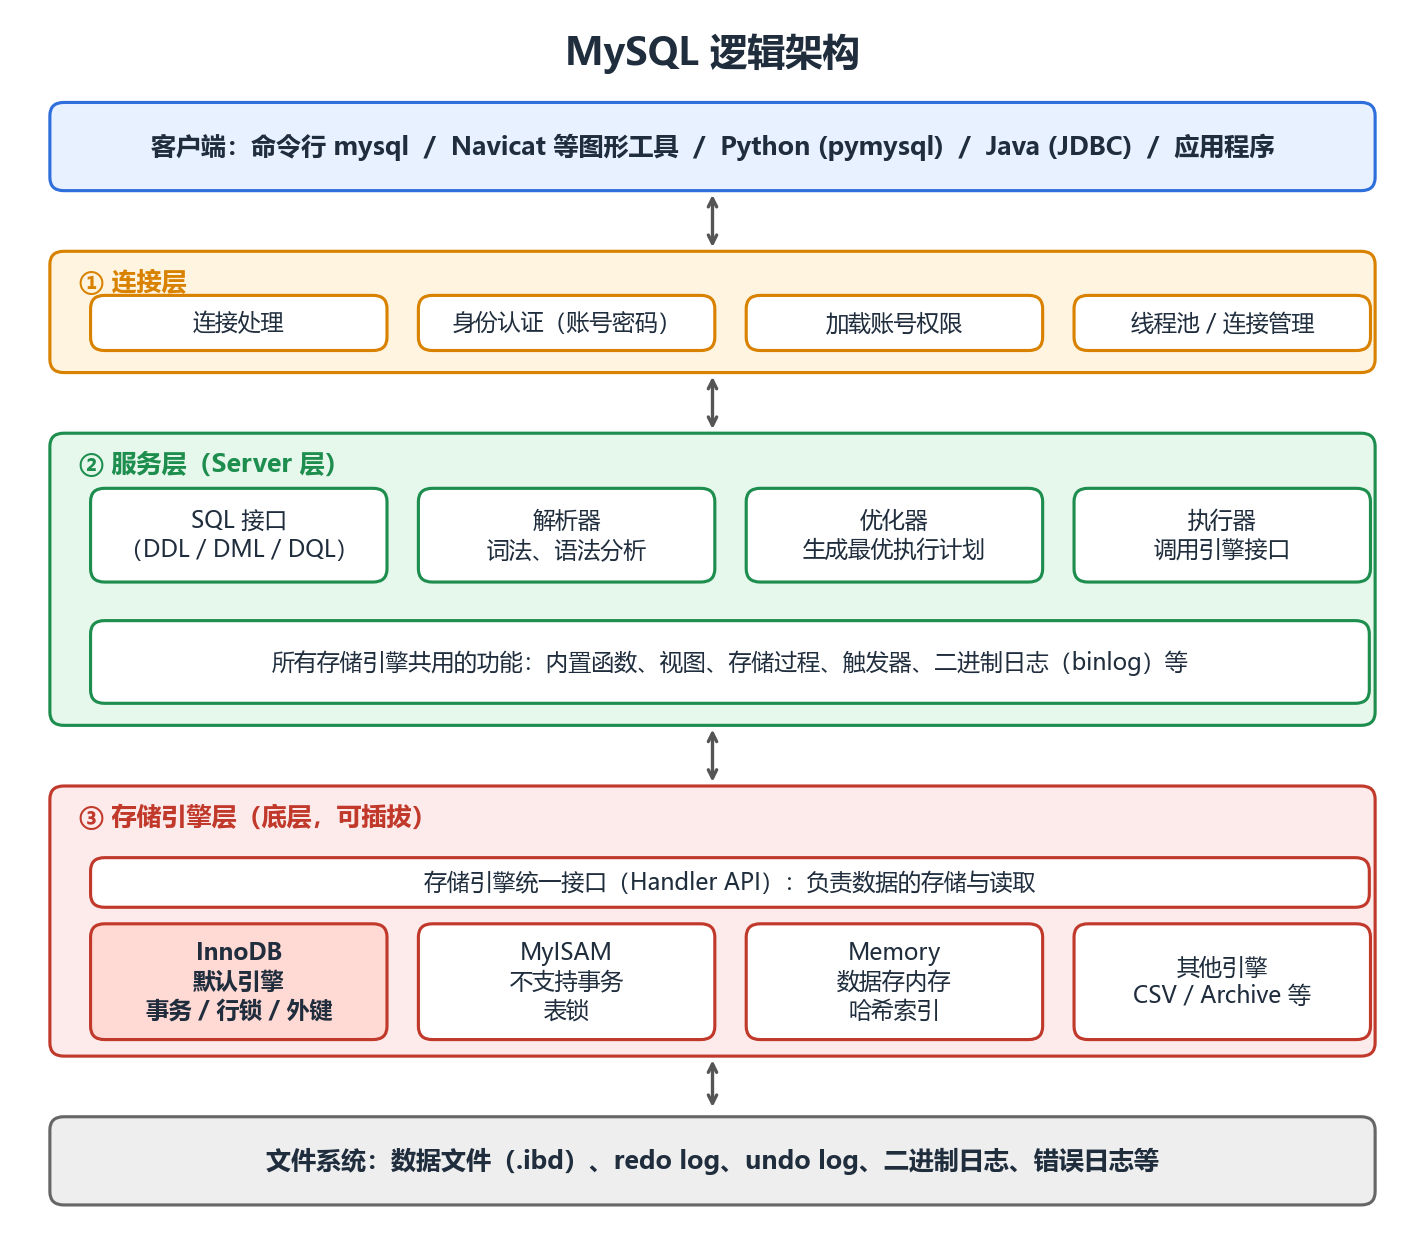 MySQL 逻辑架构
客户端：命令行 mysql / Navicat 等图形工具 / Python (pymysql) / Java (JDBC) / 应用程序
① 连接层
连接处理
身份认证（账号密码）
加载账号权限
线程池 / 连接管理
② 服务层（Server 层）
SQL 接口
（DDL / DML / DQL）
解析器
词法、语法分析
优化器
生成最优执行计划
执行器
调用引擎接口
所有存储引擎共用的功能：内置函数、视图、存储过程、触发器、二进制日志（binlog）等
③ 存储引擎层（底层，可插拔）
存储引擎统一接口（Handler API）：负责数据的存储与读取
InnoDB
默认引擎
事务 / 行锁 / 外键
MyISAM
不支持事务
表锁
Memory
数据存内存
哈希索引
其他引擎
CSV / Archive 等
文件系统：数据文件（.ibd）、redo log、undo log、二进制日志、错误日志等